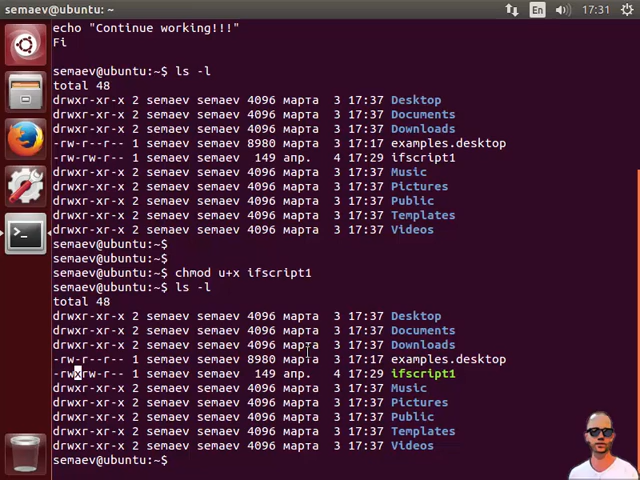 semaev@ubuntu: ~
En
17:31
echo "Continue working!!!"
Fi
semaev@ubuntu:~$ ls -l
total 48
drwxr-xr-x 2 semaev semaev 4096 марта  3 17:37 Desktop
drwxr-xr-x 2 semaev semaev 4096 марта  3 17:37 Documents
drwxr-xr-x 2 semaev semaev 4096 марта  3 17:37 Downloads
-rw-r--r-- 1 semaev semaev 8980 марта  3 17:17 examples.desktop
-rw-rw-r-- 1 semaev semaev  149 апр.  4 17:29 ifscript1
drwxr-xr-x 2 semaev semaev 4096 марта  3 17:37 Music
drwxr-xr-x 2 semaev semaev 4096 марта  3 17:37 Pictures
drwxr-xr-x 2 semaev semaev 4096 марта  3 17:37 Public
drwxr-xr-x 2 semaev semaev 4096 марта  3 17:37 Templates
drwxr-xr-x 2 semaev semaev 4096 марта  3 17:37 Videos
semaev@ubuntu:~$
semaev@ubuntu:~$
semaev@ubuntu:~$ chmod u+x ifscript1
semaev@ubuntu:~$ ls -l
total 48
drwxr-xr-x 2 semaev semaev 4096 марта  3 17:37 Desktop
drwxr-xr-x 2 semaev semaev 4096 марта  3 17:37 Documents
drwxr-xr-x 2 semaev semaev 4096 марта  3 17:37 Downloads
-rw-r--r-- 1 semaev semaev 8980 марта  3 17:17 examples.desktop
-rwxrw-r-- 1 semaev semaev  149 апр.  4 17:29 ifscript1
drwxr-xr-x 2 semaev semaev 4096 марта  3 17:37 Music
drwxr-xr-x 2 semaev semaev 4096 марта  3 17:37 Pictures
drwxr-xr-x 2 semaev semaev 4096 марта  3 17:37 Public
drwxr-xr-x 2 semaev semaev 4096 марта  3 17:37 Templates
drwxr-xr-x 2 semaev semaev 4096 марта  3 17:37 Videos
semaev@ubuntu:~$